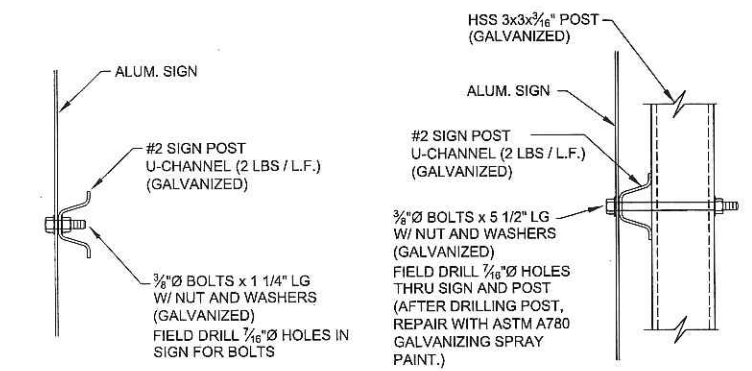 ALUM. SIGN
#2 SIGN POST
U-CHANNEL (2 LBS / L.F.)
(GALVANIZED)
3/8"Ø BOLTS x 1 1/4" LG
W/ NUT AND WASHERS
(GALVANIZED)
FIELD DRILL 7/16"Ø HOLES IN
SIGN FOR BOLTS
HSS 3x3x3/16" POST
(GALVANIZED)
ALUM. SIGN
#2 SIGN POST
U-CHANNEL (2 LBS / L.F.)
(GALVANIZED)
3/8"Ø BOLTS x 5 1/2" LG
W/ NUT AND WASHERS
(GALVANIZED)
FIELD DRILL 7/16"Ø HOLES
THRU SIGN AND POST
(AFTER DRILLING POST,
REPAIR WITH ASTM A780
GALVANIZING SPRAY
PAINT.)